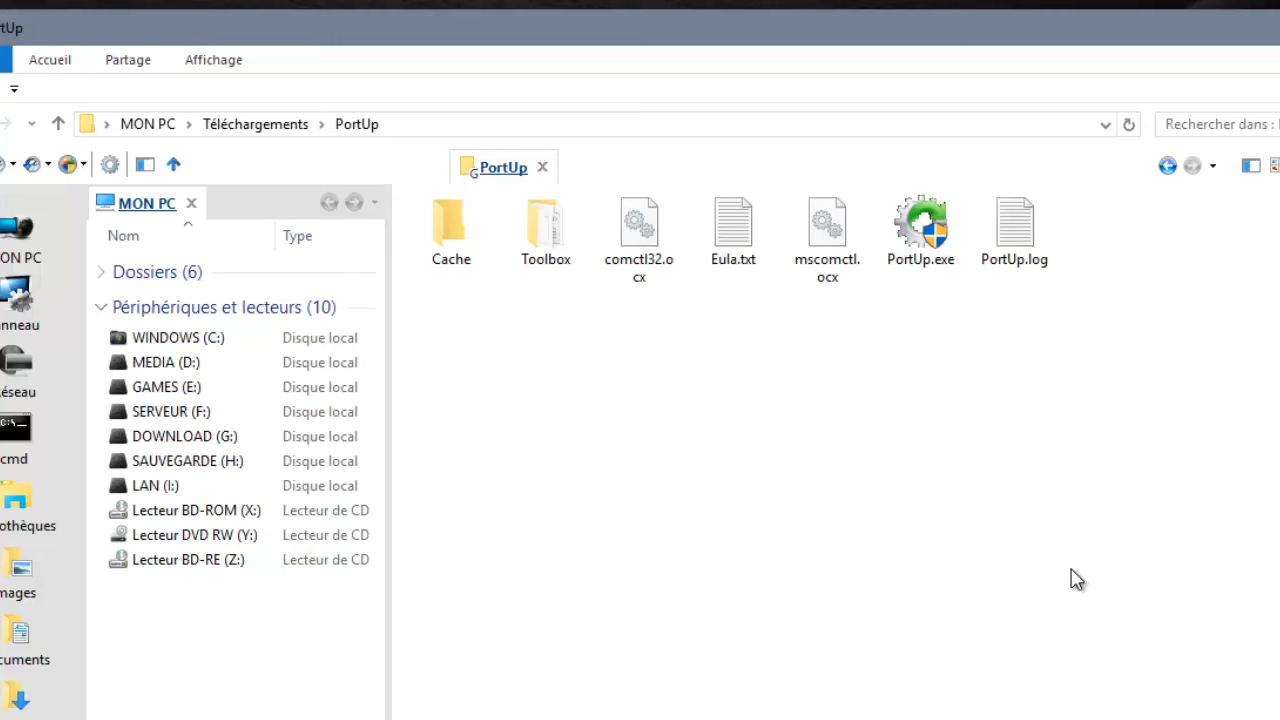 tUp
Accueil Partage Affichage
MON PC Téléchargements PortUp
Rechercher dans :
PortUp
MON PC
Nom Type
Dossiers (6)
Périphériques et lecteurs (10)
WINDOWS (C:) Disque local
MEDIA (D:) Disque local
GAMES (E:) Disque local
SERVEUR (F:) Disque local
DOWNLOAD (G:) Disque local
SAUVEGARDE (H:) Disque local
LAN (I:) Disque local
Lecteur BD-ROM (X:) Lecteur de CD
Lecteur DVD RW (Y:) Lecteur de CD
Lecteur BD-RE (Z:) Lecteur de CD
ON PC
nneau
éseau
cmd
othèques
mages
cuments
Cache
Toolbox
comctl32.o
cx
Eula.txt
mscomctl.
ocx
PortUp.exe
PortUp.log